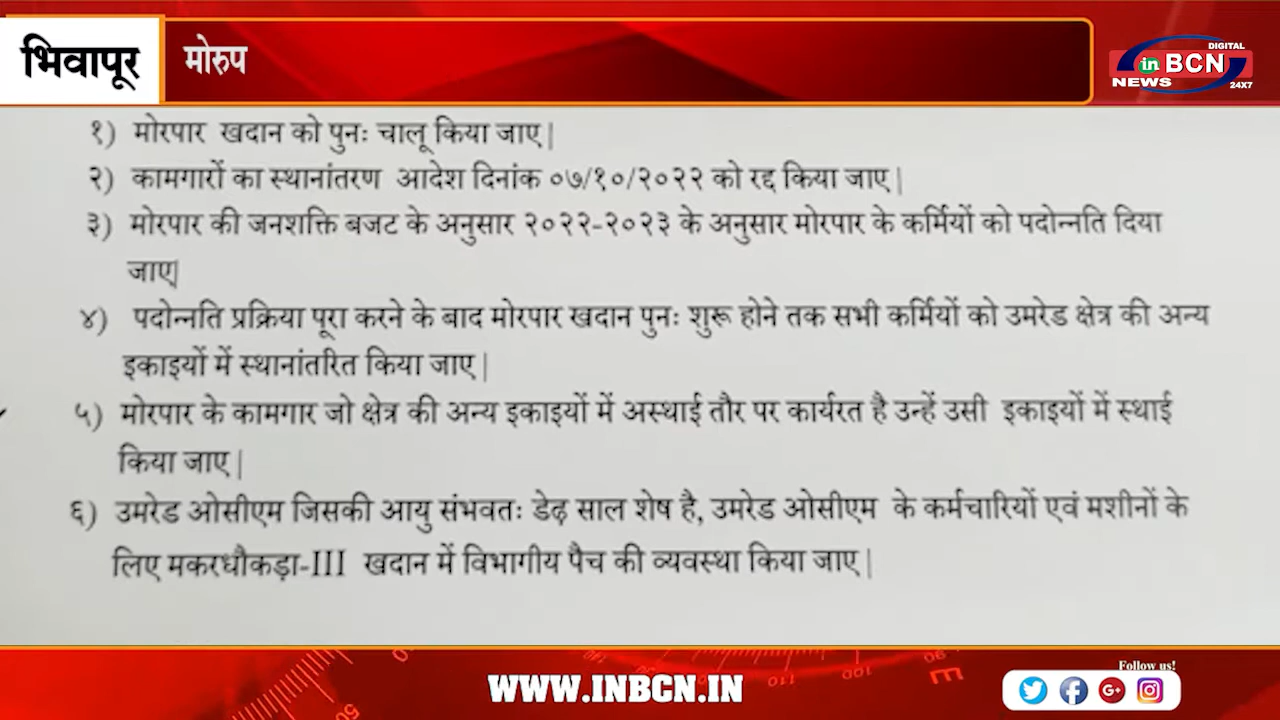 भिवापूर
मोरुप
DIGITAL
in BCN
NEWS
24X7
१) मोरपार खदान को पुनः चालू किया जाए|
२) कामगारों का स्थानांतरण आदेश दिनांक ०७/१०/२०२२ को रद्द किया जाए|
३) मोरपार की जनशक्ति बजट के अनुसार २०२२-२०२३ के अनुसार मोरपार के कर्मियों को पदोन्नति दिया
जाए|
४) पदोन्नति प्रक्रिया पूरा करने के बाद मोरपार खदान पुनः शुरू होने तक सभी कर्मियों को उमरेड क्षेत्र की अन्य
इकाइयों में स्थानांतरित किया जाए|
५) मोरपार के कामगार जो क्षेत्र की अन्य इकाइयों में अस्थाई तौर पर कार्यरत है उन्हें उसी इकाइयों में स्थाई
किया जाए|
६) उमरेड ओसीएम जिसकी आयु संभवतः डेढ़ साल शेष है, उमरेड ओसीएम के कर्मचारियों एवं मशीनों के
लिए मकरधौकड़ा-III खदान में विभागीय पैच की व्यवस्था किया जाए|
WWW.INBCN.IN
Follow us!